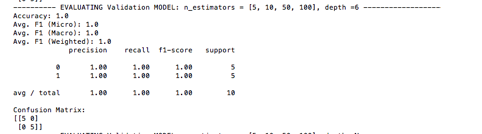 ---------- EVALUATING Validation MODEL: n_estimators = [5, 10, 50, 100], depth =6 ------------------
Accuracy: 1.0
Avg. F1 (Micro): 1.0
Avg. F1 (Macro): 1.0
Avg. F1 (Weighted): 1.0
precision recall f1-score support
0 1.00 1.00 1.00 5
1 1.00 1.00 1.00 5
avg / total 1.00 1.00 1.00 10
Confusion Matrix:
[[5 0]
[0 5]]